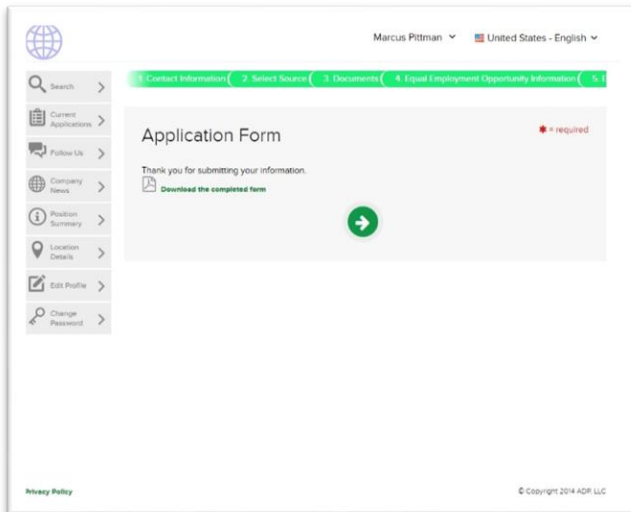 Marcus Pittman United States - English
1. Contact Information 2. Select Source 3. Documents 4. Equal Employment Opportunity Information 5.
Search
Current
Applications
Follow Us
Company
News
Position
Summary
Location
Details
Edit Profile
Change
Password
Application Form
* = required
Thank you for submitting your information.
Download the completed form
Privacy Policy
© Copyright 2014 ADP, LLC